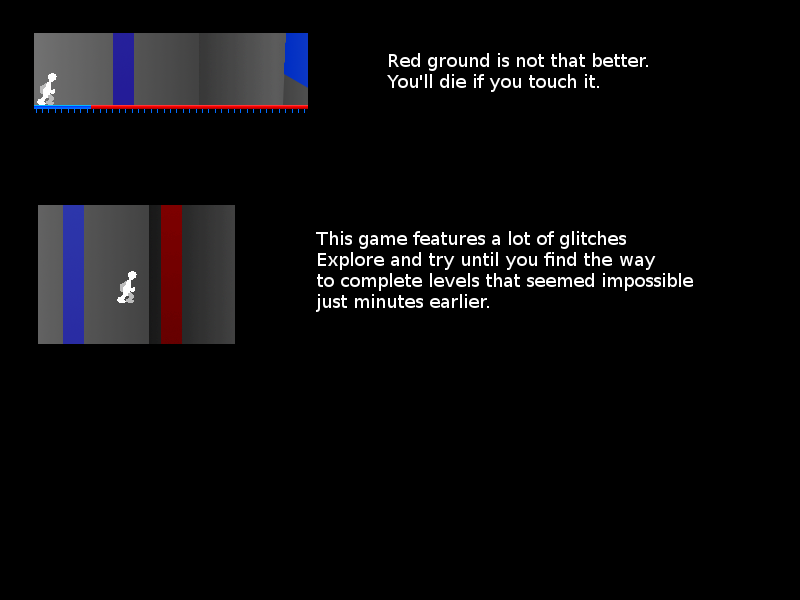 Red ground is not that better.
You'll die if you touch it.
This game features a lot of glitches
Explore and try until you find the way
to complete levels that seemed impossible
just minutes earlier.